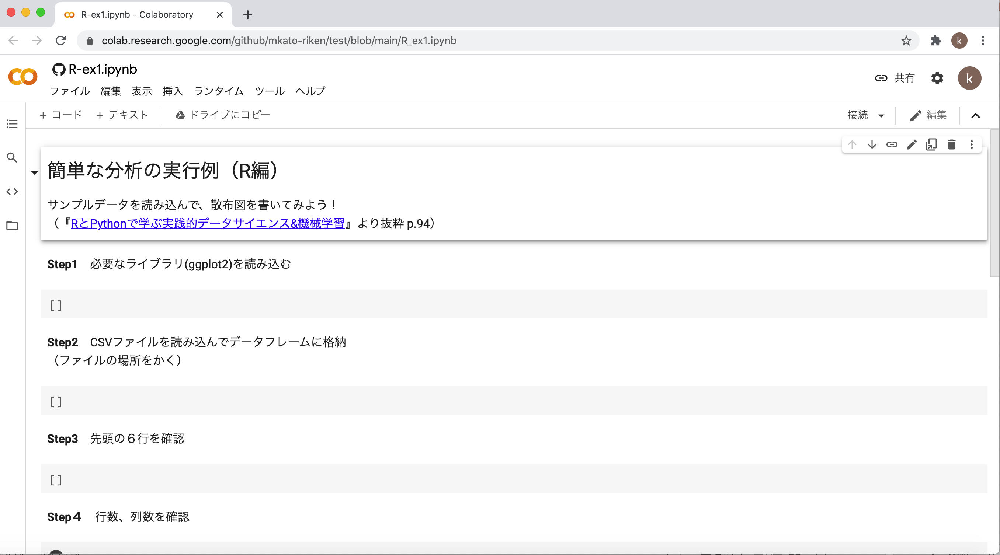 R-ex1.ipynb - Colaboratory
colab.research.google.com/github/mkato-riken/test/blob/main/R_ex1.ipynb
k
R-ex1.ipynb
共有
k
ファイル 編集 表示 挿入 ランタイム ツール ヘルプ
+ コード + テキスト ドライブにコピー
接続 編集
簡単な分析の実行例（R編）
サンプルデータを読み込んで、散布図を書いてみよう！
（『RとPythonで学ぶ実践的データサイエンス&機械学習』より抜粋 p.94）
Step1　必要なライブラリ(ggplot2)を読み込む
[ ]
Step2　CSVファイルを読み込んでデータフレームに格納
（ファイルの場所をかく）
[ ]
Step3　先頭の６行を確認
[ ]
Step４　行数、列数を確認